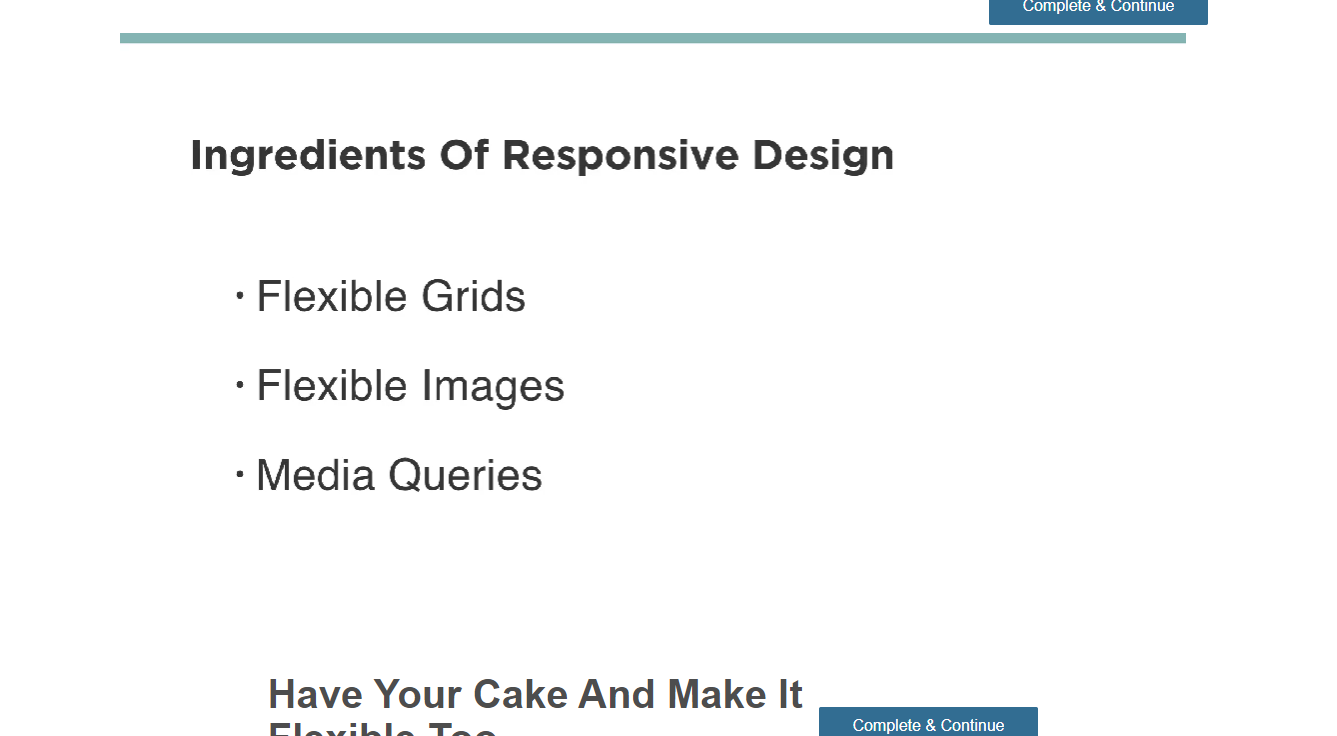 Complete & Continue
Ingredients Of Responsive Design
· Flexible Grids
· Flexible Images
· Media Queries
Have Your Cake And Make It
Flexible Too
Complete & Continue